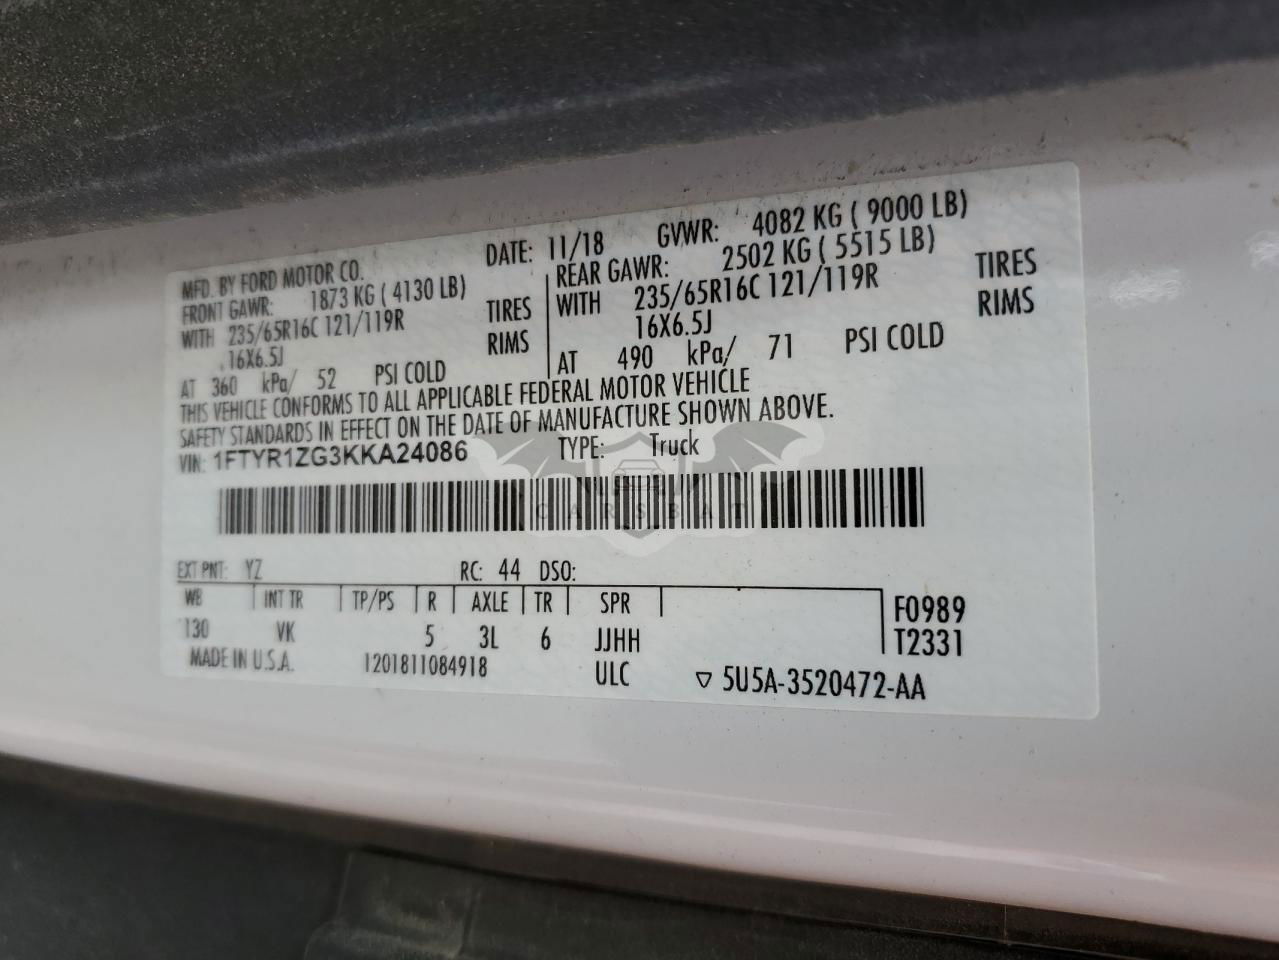 MFD. BY FORD MOTOR CO. DATE: 11/18 GVWR: 4082 KG ( 9000 LB)
FRONT GAWR: 1873 KG ( 4130 LB) REAR GAWR: 2502 KG ( 5515 LB)
WITH 235/65R16C 121/119R TIRES WITH 235/65R16C 121/119R TIRES
16X6.5J RIMS 16X6.5J RIMS
AT 360 kPa/ 52 PSI COLD AT 490 kPa/ 71 PSI COLD
THIS VEHICLE CONFORMS TO ALL APPLICABLE FEDERAL MOTOR VEHICLE
SAFETY STANDARDS IN EFFECT ON THE DATE OF MANUFACTURE SHOWN ABOVE.
VIN: 1FTYR1ZG3KKA24086 TYPE: Truck
CARSBAT
EXT PNT: YZ RC: 44 DSO:
WB INT TR TP/PS R AXLE TR SPR F0989
130 VK 5 3L 6 JJHH T2331
MADE IN U.S.A. 1201811084918 ULC ▽ 5U5A-3520472-AA